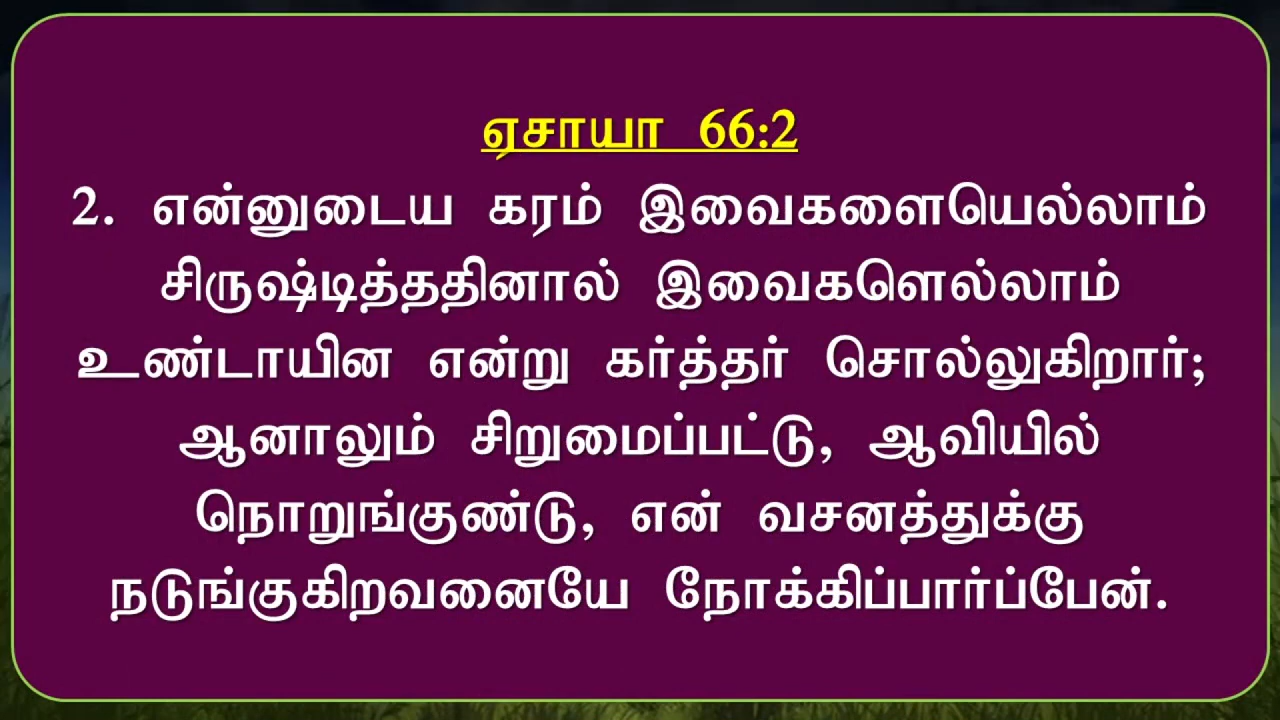 ஏசாயா 66:2
2. என்னுடைய கரம் இவைகளையெல்லாம்
சிருஷ்டித்ததினால் இவைகளெல்லாம்
உண்டாயின என்று கர்த்தர் சொல்லுகிறார்;
ஆனாலும் சிறுமைப்பட்டு, ஆவியில்
நொறுங்குண்டு, என் வசனத்துக்கு
நடுங்குகிறவனையே நோக்கிப்பார்ப்பேன்.